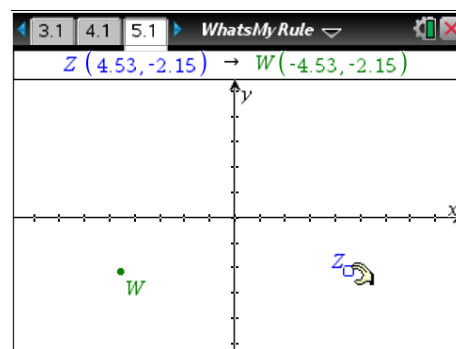 3.1 4.1 5.1 WhatsMyRule
Z (4.53,-2.15) → W(-4.53,-2.15)
y
x
Z
W